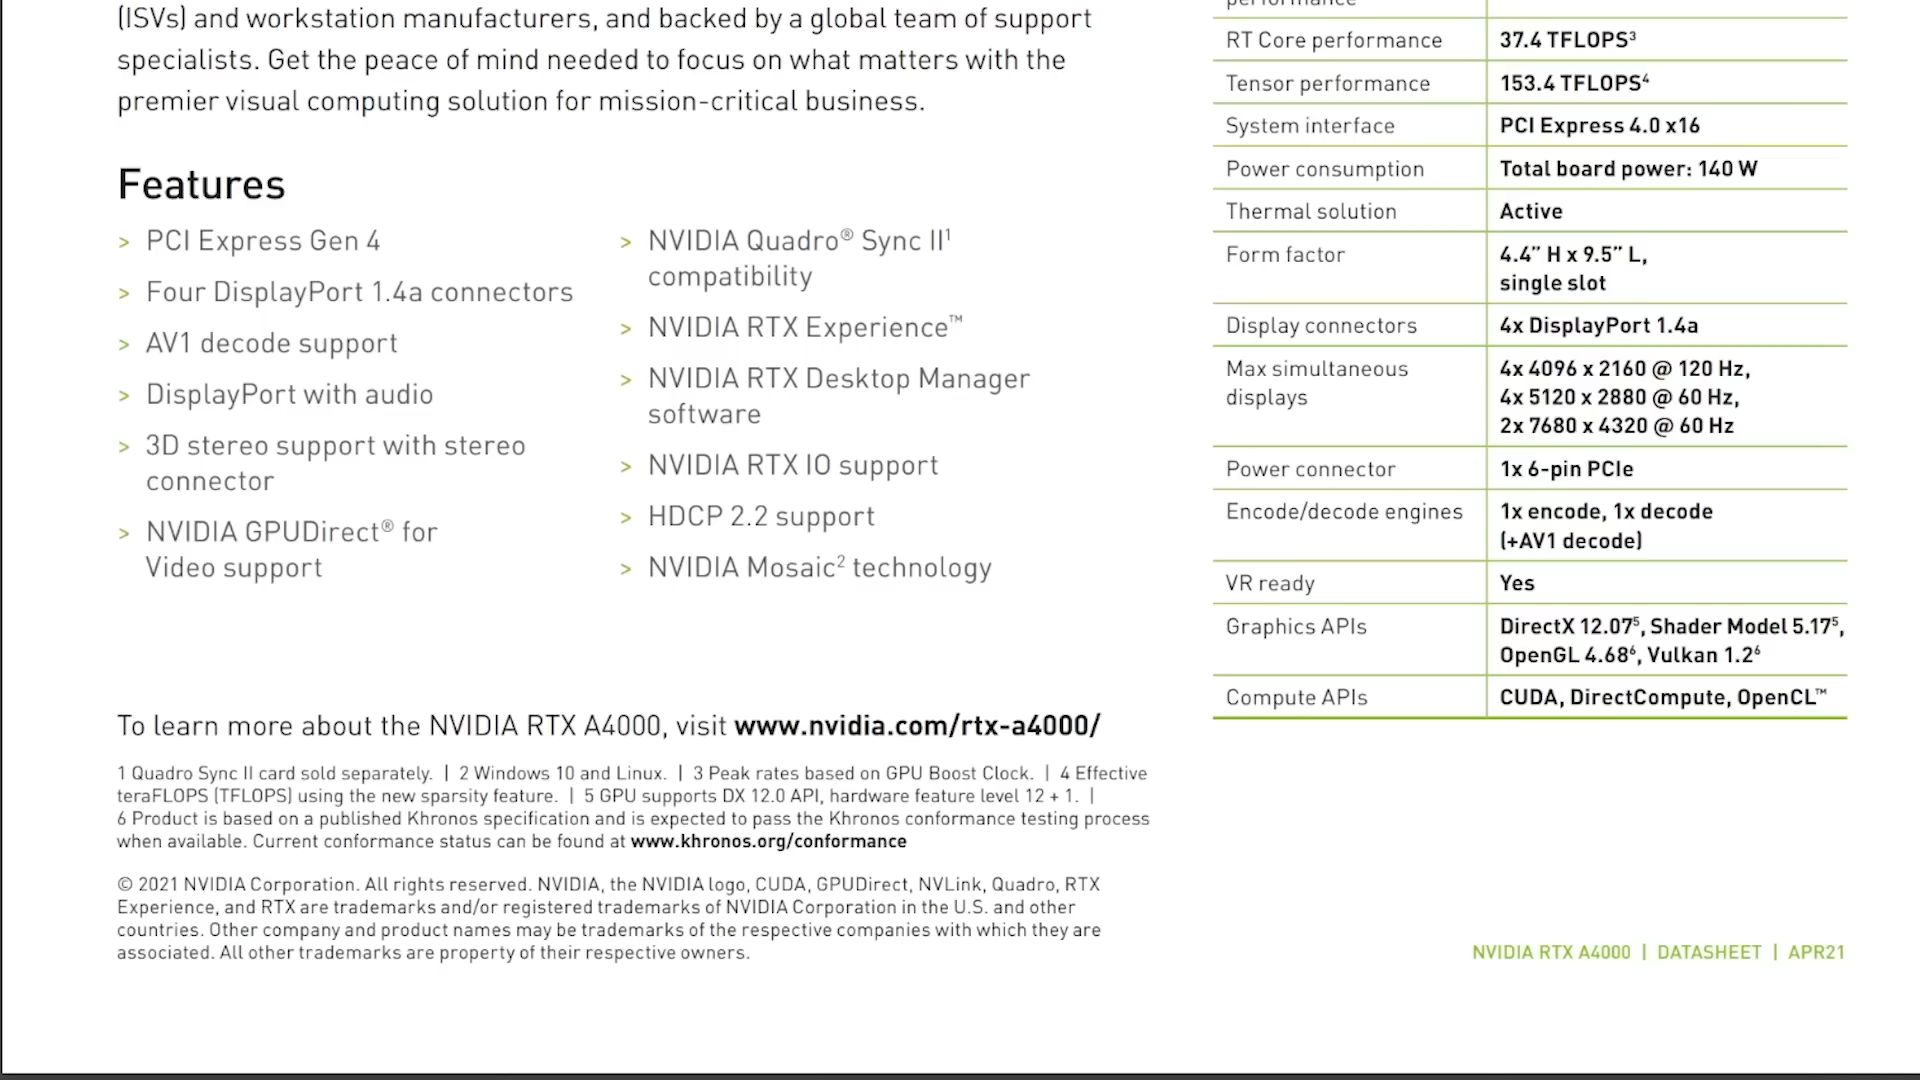 (ISVs) and workstation manufacturers, and backed by a global team of support
specialists. Get the peace of mind needed to focus on what matters with the
premier visual computing solution for mission-critical business.
Features
> PCI Express Gen 4
> Four DisplayPort 1.4a connectors
> AV1 decode support
> DisplayPort with audio
> 3D stereo support with stereo
connector
> NVIDIA GPUDirect® for
Video support
> NVIDIA Quadro® Sync II¹
compatibility
> NVIDIA RTX Experience™
> NVIDIA RTX Desktop Manager
software
> NVIDIA RTX IO support
> HDCP 2.2 support
> NVIDIA Mosaic² technology
To learn more about the NVIDIA RTX A4000, visit www.nvidia.com/rtx-a4000/
1 Quadro Sync II card sold separately. | 2 Windows 10 and Linux. | 3 Peak rates based on GPU Boost Clock. | 4 Effective
teraFLOPS (TFLOPS) using the new sparsity feature. | 5 GPU supports DX 12.0 API, hardware feature level 12 + 1. |
6 Product is based on a published Khronos specification and is expected to pass the Khronos conformance testing process
when available. Current conformance status can be found at www.khronos.org/conformance
© 2021 NVIDIA Corporation. All rights reserved. NVIDIA, the NVIDIA logo, CUDA, GPUDirect, NVLink, Quadro, RTX
Experience, and RTX are trademarks and/or registered trademarks of NVIDIA Corporation in the U.S. and other
countries. Other company and product names may be trademarks of the respective companies with which they are
associated. All other trademarks are property of their respective owners.
performance
RT Core performance 37.4 TFLOPS³
Tensor performance 153.4 TFLOPS⁴
System interface PCI Express 4.0 x16
Power consumption Total board power: 140 W
Thermal solution Active
Form factor 4.4” H x 9.5” L,
single slot
Display connectors 4x DisplayPort 1.4a
Max simultaneous 4x 4096 x 2160 @ 120 Hz,
displays 4x 5120 x 2880 @ 60 Hz,
2x 7680 x 4320 @ 60 Hz
Power connector 1x 6-pin PCIe
Encode/decode engines 1x encode, 1x decode
(+AV1 decode)
VR ready Yes
Graphics APIs DirectX 12.07⁵, Shader Model 5.17⁵,
OpenGL 4.68⁶, Vulkan 1.2⁶
Compute APIs CUDA, DirectCompute, OpenCL™
NVIDIA RTX A4000 | DATASHEET | APR21